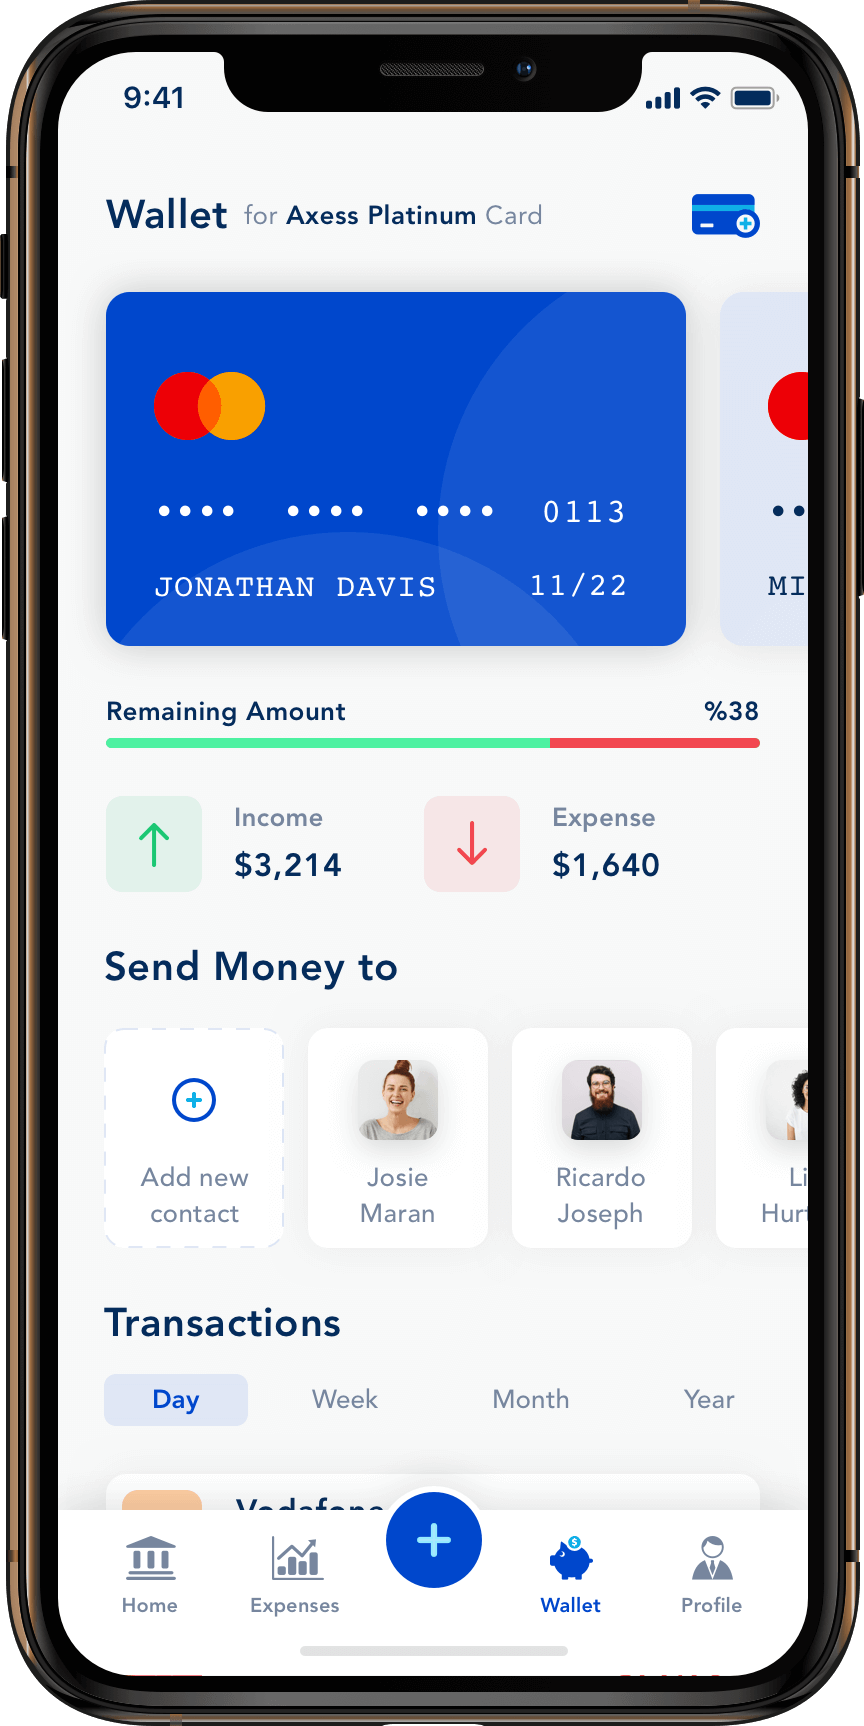 9:41
Wallet for Axess Platinum Card
•••• •••• •••• 0113
JONATHAN DAVIS 11/22
•• 
MI
Remaining Amount %38
Income
$3,214
Expense
$1,640
Send Money to
Add new
contact
Josie
Maran
Ricardo
Joseph
Li
Hurt
Transactions
Day Week Month Year
Vodafone
Home Expenses Wallet Profile